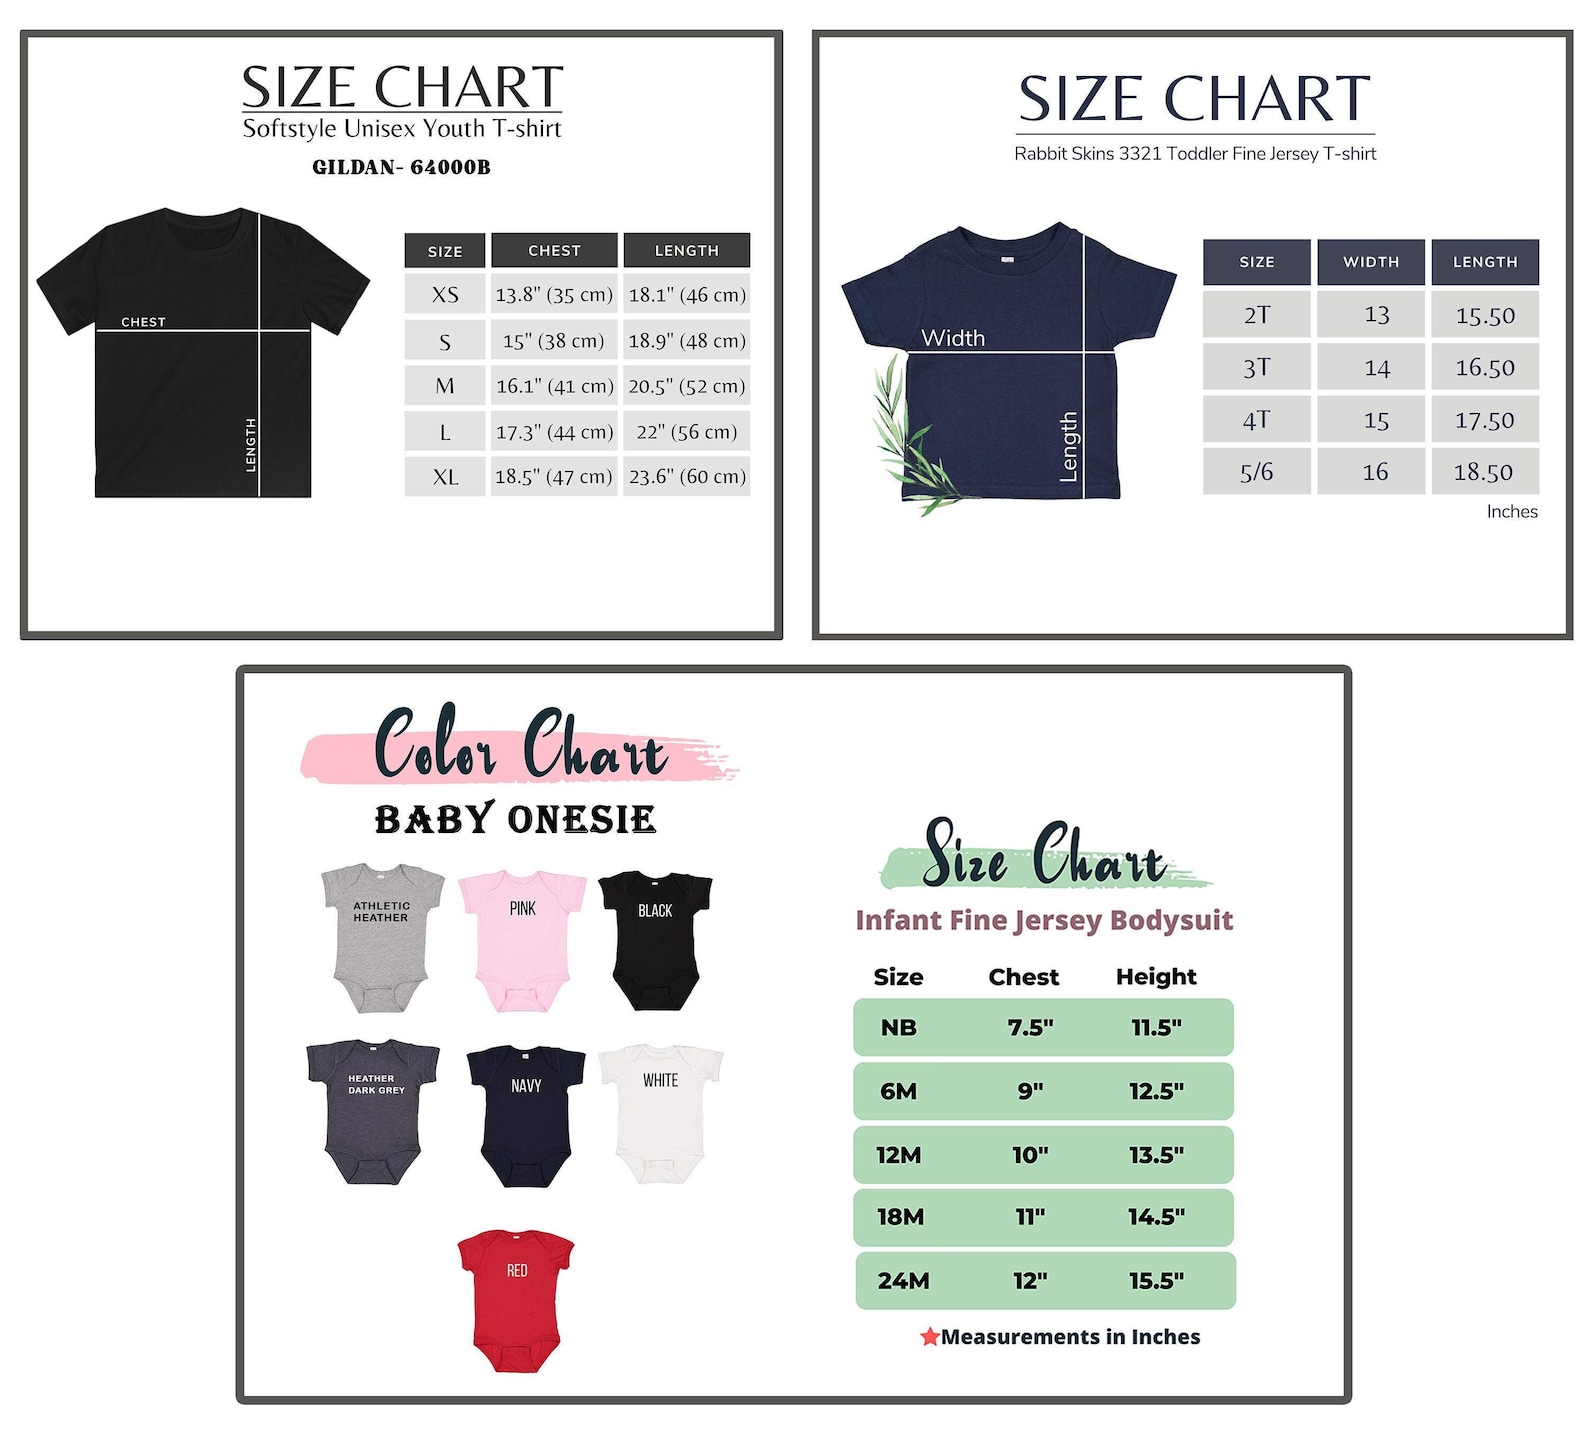 SIZE CHART
Softstyle Unisex Youth T-shirt
GILDAN- 64000B
CHEST
LENGTH
SIZE CHEST LENGTH
XS 13.8" (35 cm) 18.1" (46 cm)
S 15" (38 cm) 18.9" (48 cm)
M 16.1" (41 cm) 20.5" (52 cm)
L 17.3" (44 cm) 22" (56 cm)
XL 18.5" (47 cm) 23.6" (60 cm)
SIZE CHART
Rabbit Skins 3321 Toddler Fine Jersey T-shirt
Width
Length
SIZE WIDTH LENGTH
2T 13 15.50
3T 14 16.50
4T 15 17.50
5/6 16 18.50
Inches
Color Chart
BABY ONESIE
ATHLETIC
HEATHER
PINK
BLACK
HEATHER
DARK GREY
NAVY
WHITE
RED
Size Chart
Infant Fine Jersey Bodysuit
Size Chest Height
NB 7.5" 11.5"
6M 9" 12.5"
12M 10" 13.5"
18M 11" 14.5"
24M 12" 15.5"
Measurements in Inches